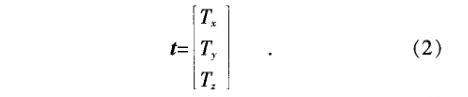 t=[T_x
T_y
T_z] . (2)